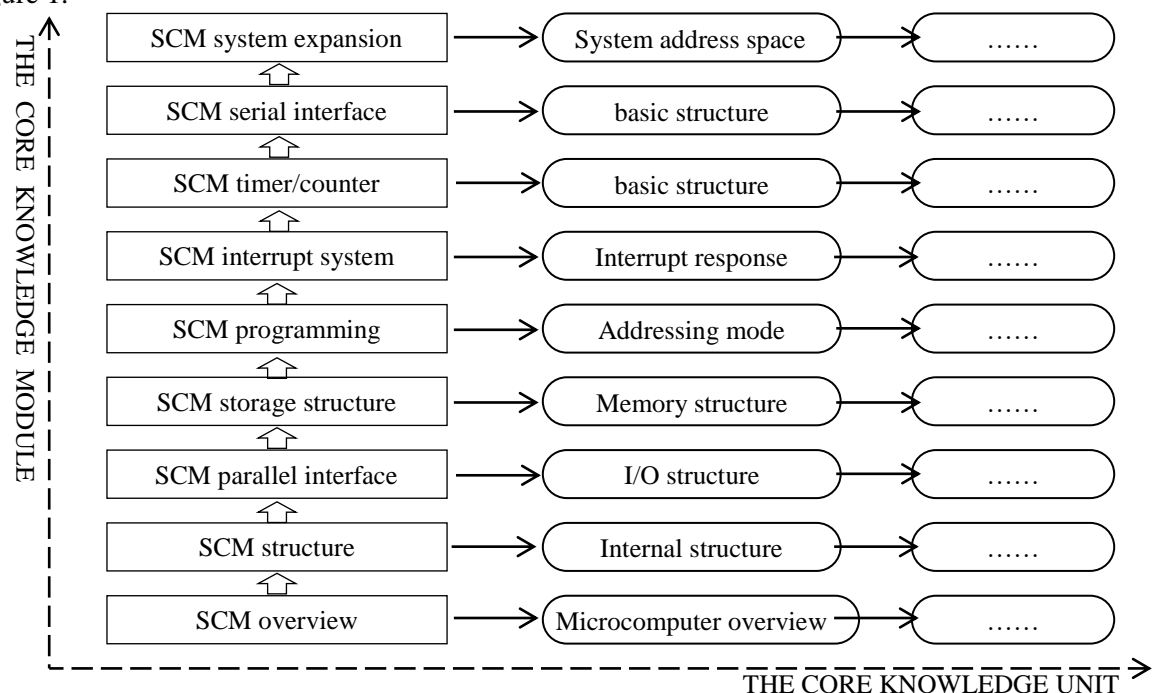 gure 1.
SCM system expansion
System address space
……
SCM serial interface
basic structure
……
SCM timer/counter
basic structure
……
SCM interrupt system
Interrupt response
……
SCM programming
Addressing mode
……
SCM storage structure
Memory structure
……
SCM parallel interface
I/O structure
……
SCM structure
Internal structure
……
SCM overview
Microcomputer overview
……
THE CORE KNOWLEDGE MODULE
THE CORE KNOWLEDGE UNIT